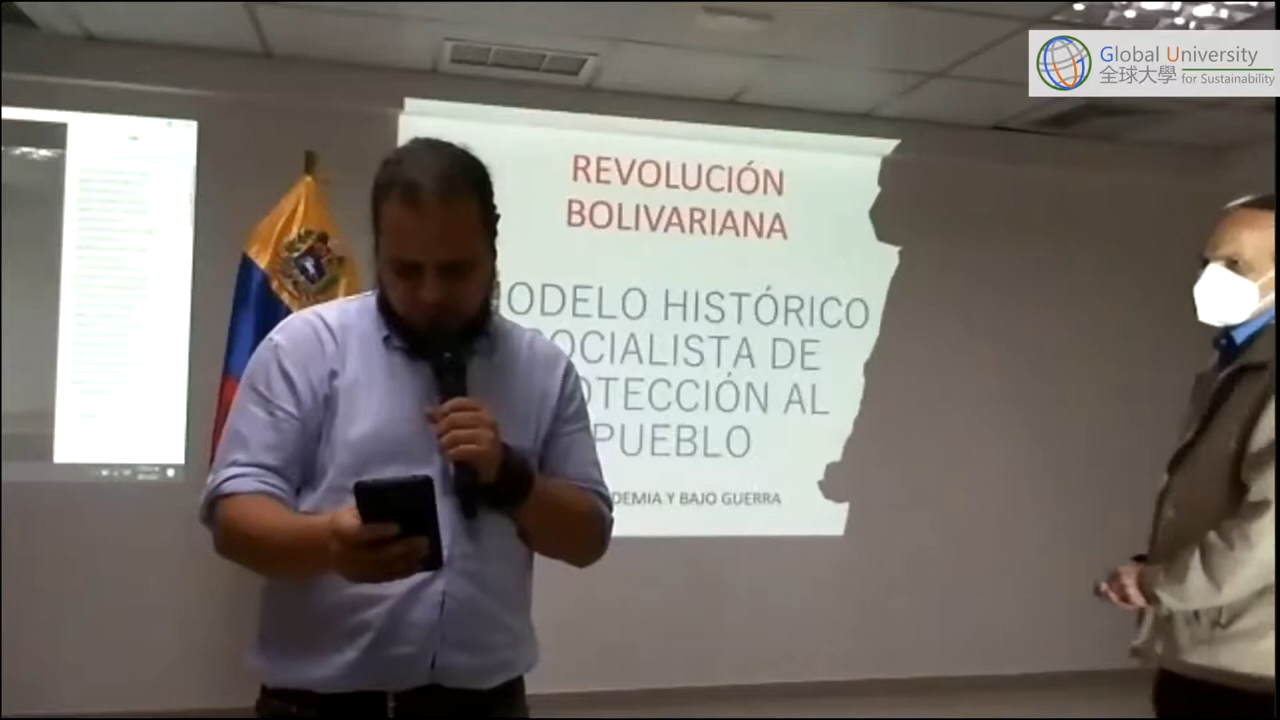 Global University
全球大學 for Sustainability
REVOLUCIÓN
BOLIVARIANA
ODELO HISTÓRICO
OCIALISTA DE
OTECCIÓN AL
PUEBLO
DEMIA Y BAJO GUERRA